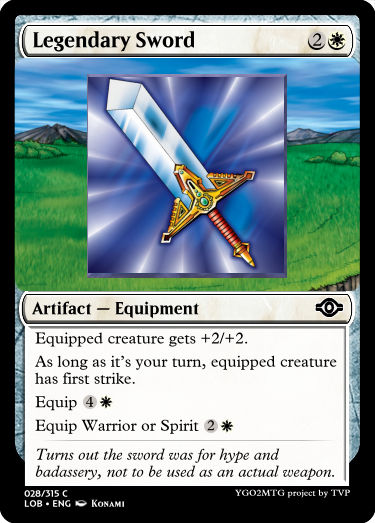 Legendary Sword 2
Artifact — Equipment
Equipped creature gets +2/+2.
As long as it's your turn, equipped creature
has first strike.
Equip 4
Equip Warrior or Spirit 2
Turns out the sword was for hype and
badassery, not to be used as an actual weapon.
028/315 C
YGO2MTG project by TVP
LOB • ENG Konami